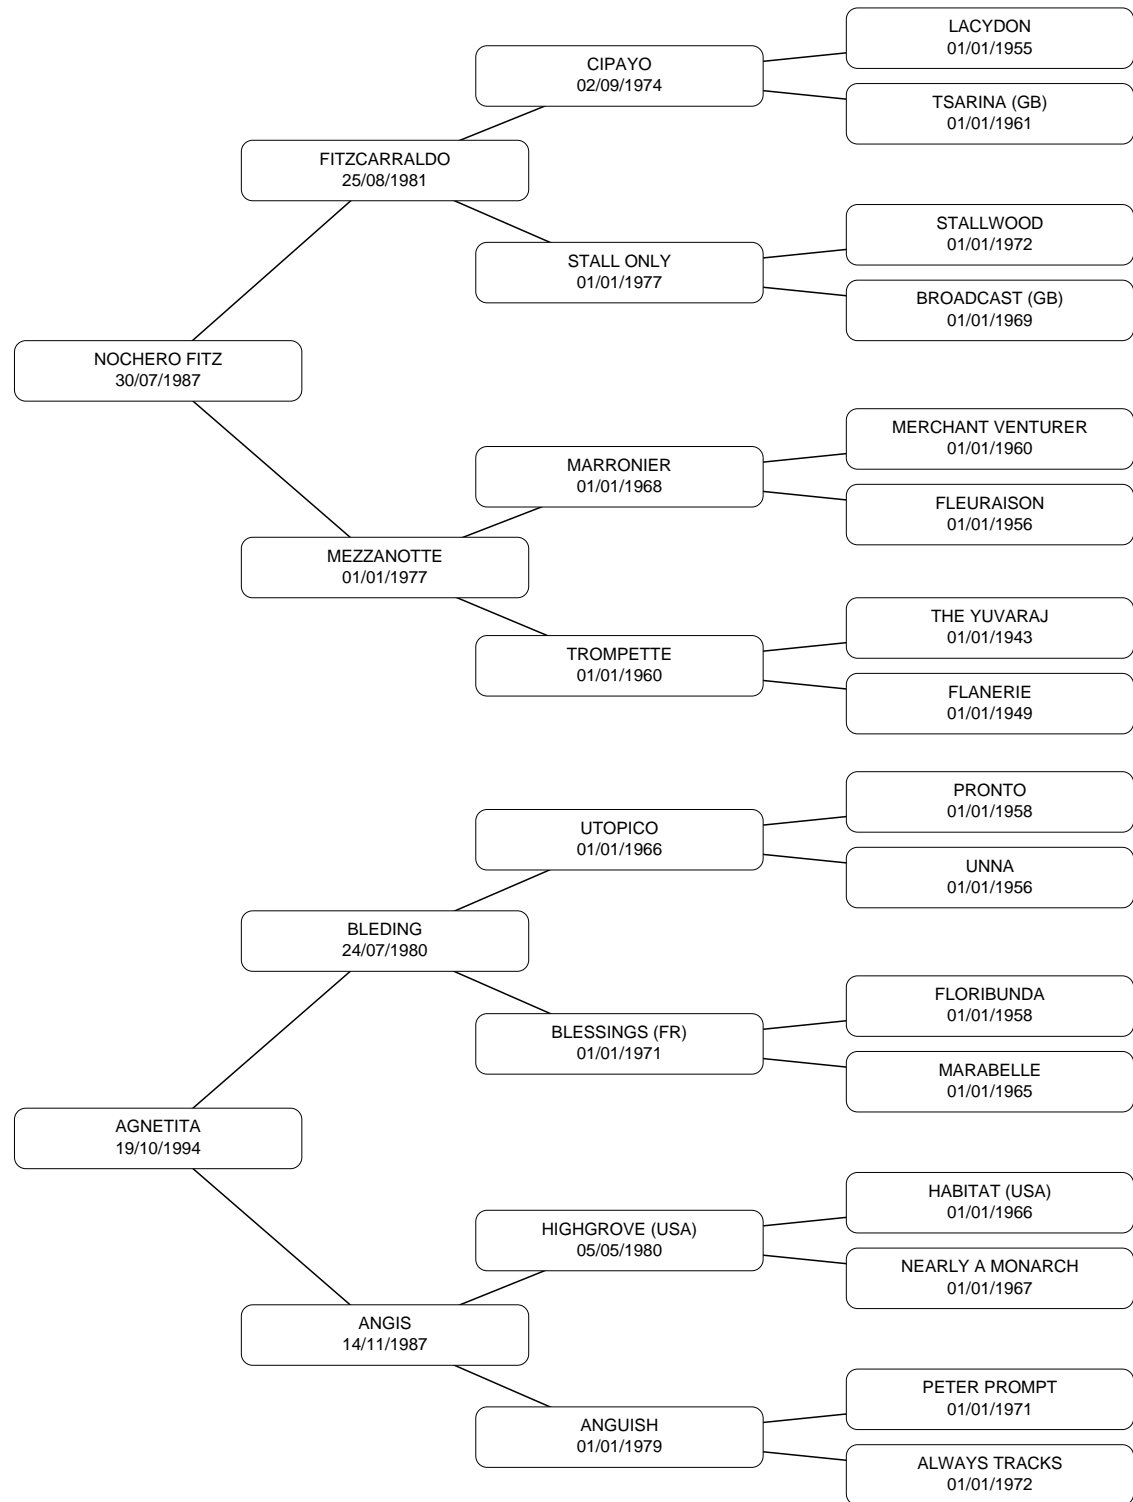 LACYDON
01/01/1955
CIPAYO
02/09/1974
TSARINA (GB)
01/01/1961
FITZCARRALDO
25/08/1981
STALLWOOD
01/01/1972
STALL ONLY
01/01/1977
BROADCAST (GB)
01/01/1969
NOCHERO FITZ
30/07/1987
MERCHANT VENTURER
01/01/1960
MARRONIER
01/01/1968
FLEURAISON
01/01/1956
MEZZANOTTE
01/01/1977
THE YUVARAJ
01/01/1943
TROMPETTE
01/01/1960
FLANERIE
01/01/1949
PRONTO
01/01/1958
UTOPICO
01/01/1966
UNNA
01/01/1956
BLEDING
24/07/1980
FLORIBUNDA
01/01/1958
BLESSINGS (FR)
01/01/1971
MARABELLE
01/01/1965
AGNETITA
19/10/1994
HABITAT (USA)
01/01/1966
HIGHGROVE (USA)
05/05/1980
NEARLY A MONARCH
01/01/1967
ANGIS
14/11/1987
PETER PROMPT
01/01/1971
ANGUISH
01/01/1979
ALWAYS TRACKS
01/01/1972